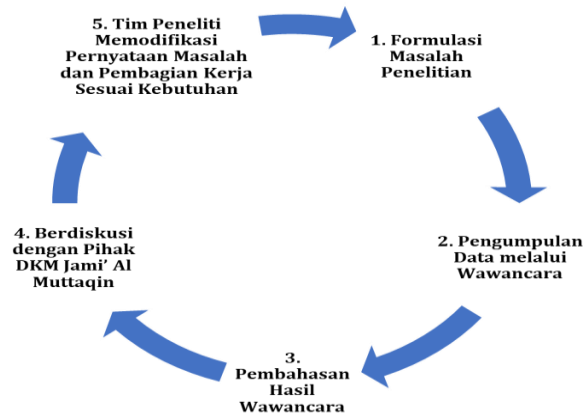 1. Formulasi
Masalah
Penelitian
2. Pengumpulan
Data melalui
Wawancara
3.
Pembahasan
Hasil
Wawancara
4. Berdiskusi
dengan Pihak
DKM Jami’ Al
Muttaqin
5. Tim Peneliti
Memodifikasi
Pernyataan Masalah
dan Pembagian Kerja
Sesuai Kebutuhan